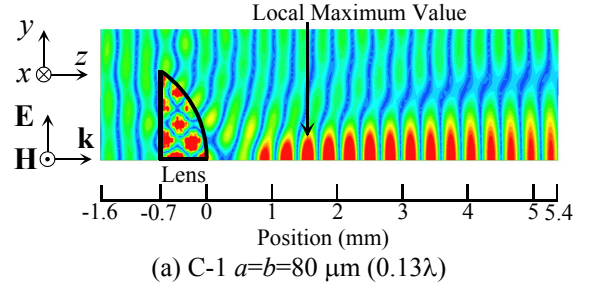 Local Maximum Value
y
z
x
E
k
H
Lens
-1.6 -0.7 0 1 2 3 4 5 5.4
Position (mm)
(a) C-1 a=b=80 μm (0.13λ)